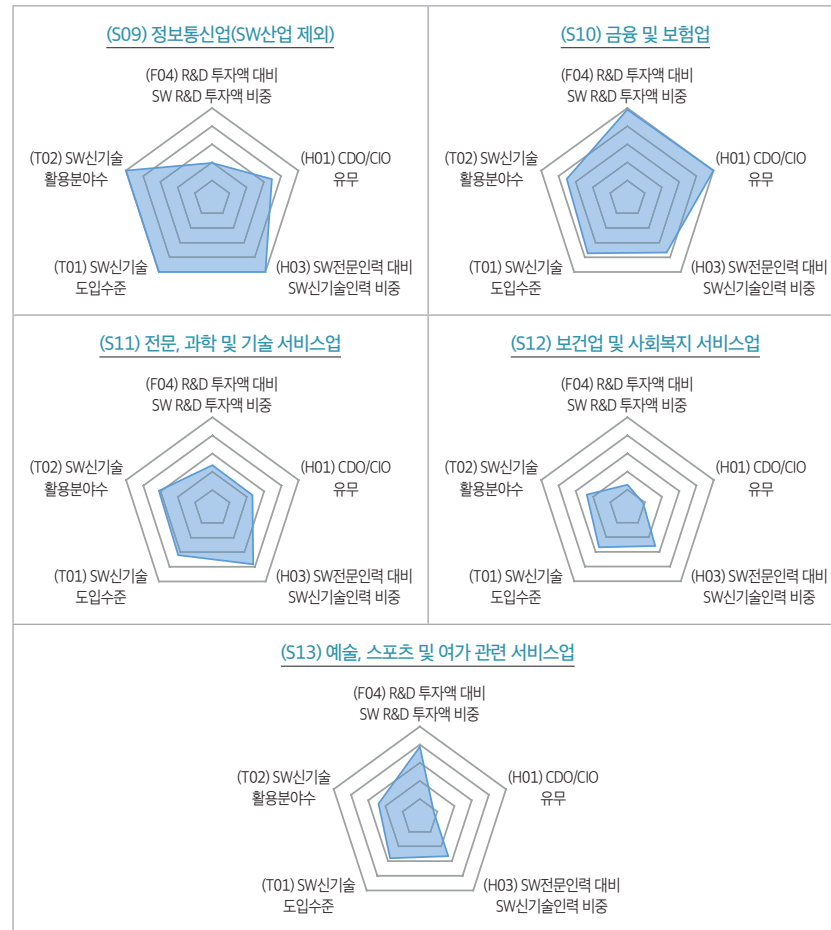 (S09) 정보통신업(SW산업 제외)
(F04) R&D 투자액 대비
SW R&D 투자액 비중
(T02) SW신기술
활용분야수
(H01) CDO/CIO
유무
(T01) SW신기술
도입수준
(H03) SW전문인력 대비
SW신기술인력 비중
(S10) 금융 및 보험업
(F04) R&D 투자액 대비
SW R&D 투자액 비중
(T02) SW신기술
활용분야수
(H01) CDO/CIO
유무
(T01) SW신기술
도입수준
(H03) SW전문인력 대비
SW신기술인력 비중
(S11) 전문, 과학 및 기술 서비스업
(F04) R&D 투자액 대비
SW R&D 투자액 비중
(T02) SW신기술
활용분야수
(H01) CDO/CIO
유무
(T01) SW신기술
도입수준
(H03) SW전문인력 대비
SW신기술인력 비중
(S12) 보건업 및 사회복지 서비스업
(F04) R&D 투자액 대비
SW R&D 투자액 비중
(T02) SW신기술
활용분야수
(H01) CDO/CIO
유무
(T01) SW신기술
도입수준
(H03) SW전문인력 대비
SW신기술인력 비중
(S13) 예술, 스포츠 및 여가 관련 서비스업
(F04) R&D 투자액 대비
SW R&D 투자액 비중
(T02) SW신기술
활용분야수
(H01) CDO/CIO
유무
(T01) SW신기술
도입수준
(H03) SW전문인력 대비
SW신기술인력 비중